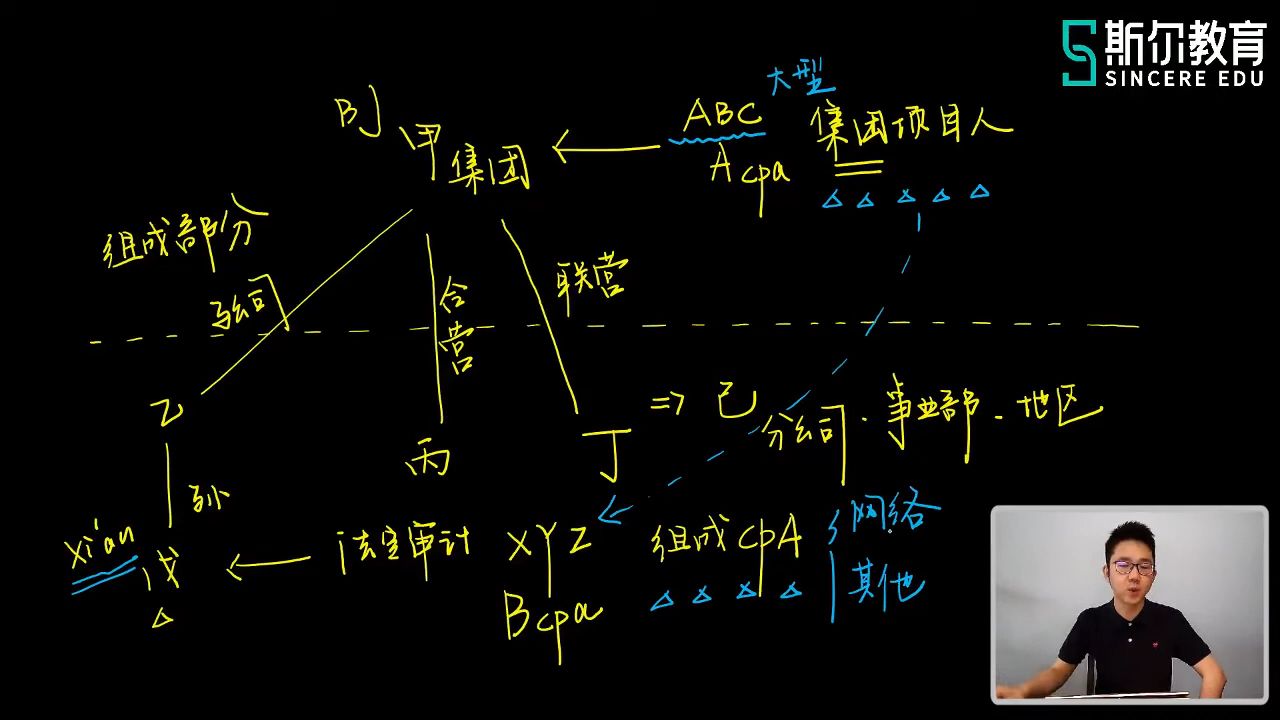 斯尔教育
SINCERE EDU
大型
BJ
甲集团
ABC
集团项目人
A cpa
组成部分
子公司
合营
联营
乙
丙
丁
=> 己
分公司 · 事业部 - 地区
孙
xi'an
戊
法定审计
XYZ
组成CPA
网络
其他
B cpa